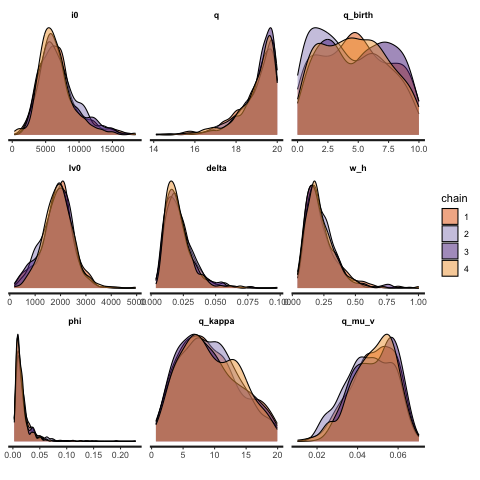 i0 q q_birth
0 5000 10000 15000 14 16 18 20 0.0 2.5 5.0 7.5 10.0
lv0 delta w_h
0 1000 2000 3000 4000 5000 0.000 0.025 0.050 0.075 0.100 0.00 0.25 0.50 0.75 1.00
phi q_kappa q_mu_v
0.00 0.05 0.10 0.15 0.20 0 5 10 15 20 0.02 0.04 0.06
chain
1
2
3
4